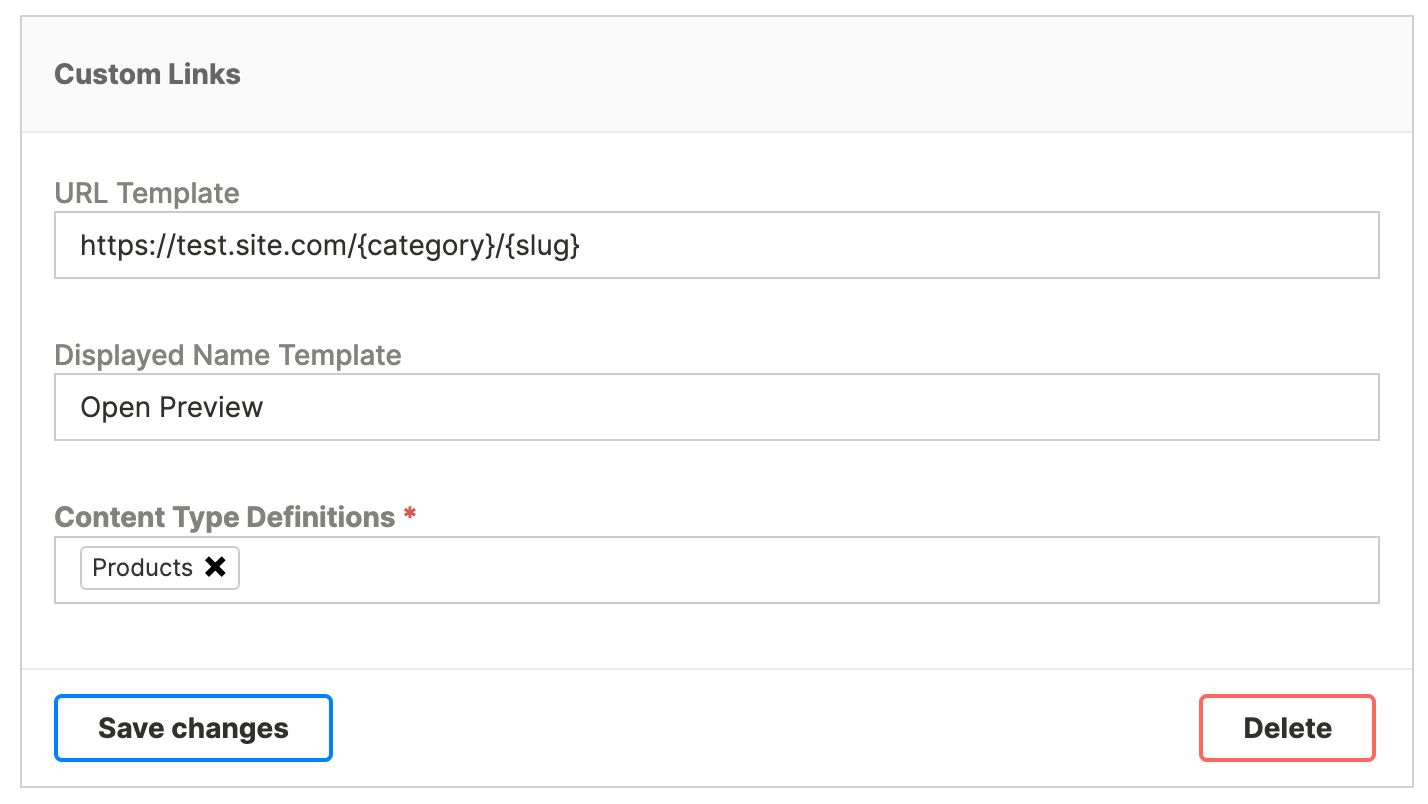 Custom Links
URL Template
https://test.site.com/{category}/{slug}
Displayed Name Template
Open Preview
Content Type Definitions *
Products
Save changes
Delete